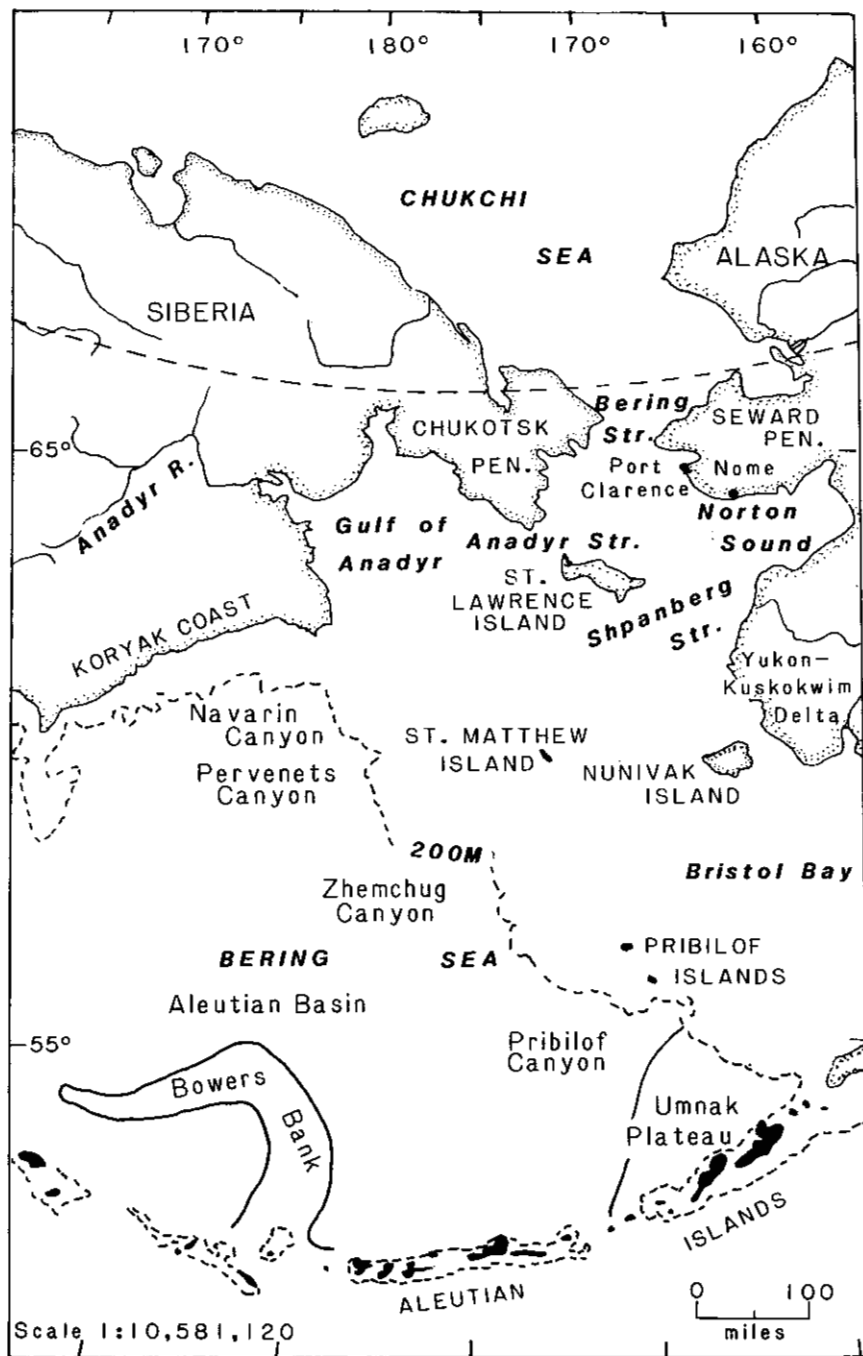 170° 180° 170° 160°
CHUKCHI
SEA
ALASKA
SIBERIA
Bering
Str.
SEWARD
PEN.
CHUKOTSK
PEN.
65°
Port
Clarence
Nome
Anadyr R.
Gulf of
Anadyr
Anadyr Str.
Norton
Sound
ST.
LAWRENCE
ISLAND
Shpanberg
Str.
KORYAK COAST
Yukon–
Kuskokwim
Delta
Navarin
Canyon
ST. MATTHEW
ISLAND
Pervenets
Canyon
NUNIVAK
ISLAND
200M
Bristol Bay
Zhemchug
Canyon
BERING SEA
PRIBILOF
ISLANDS
Aleutian Basin
55°
Pribilof
Canyon
Bowers
Bank
Umnak
Plateau
ALEUTIAN
ISLANDS
0 100
miles
Scale 1:10,581,120